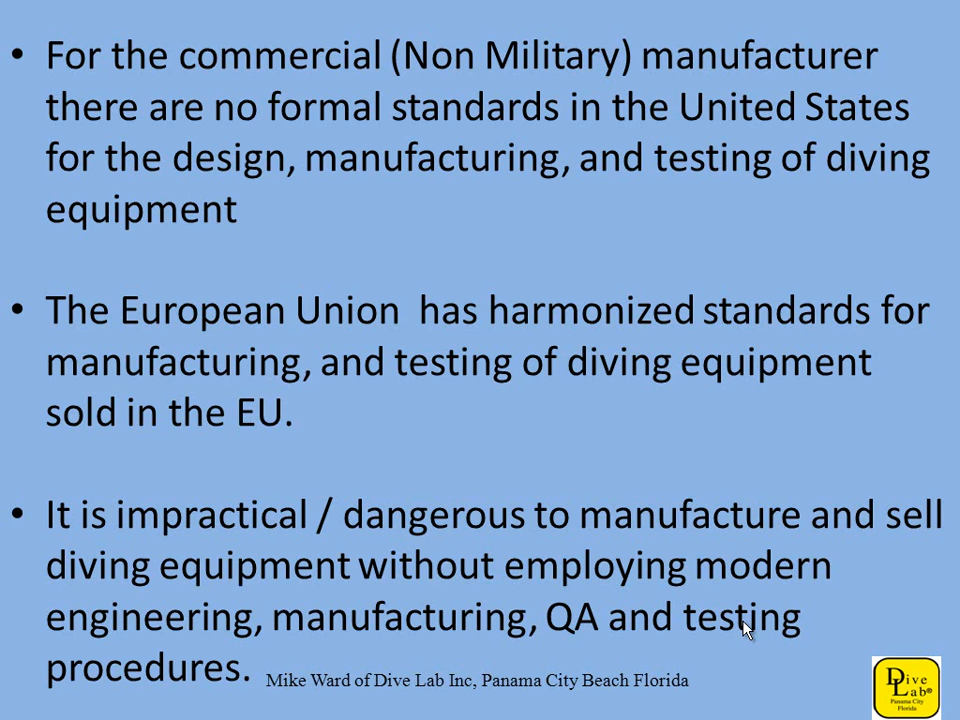 • For the commercial (Non Military) manufacturer
there are no formal standards in the United States
for the design, manufacturing, and testing of diving
equipment
• The European Union  has harmonized standards for
manufacturing, and testing of diving equipment
sold in the EU.
• It is impractical / dangerous to manufacture and sell
diving equipment without employing modern
engineering, manufacturing, QA and testing
procedures.
Mike Ward of Dive Lab Inc, Panama City Beach Florida
Dive
Lab®
Panama City
Florida